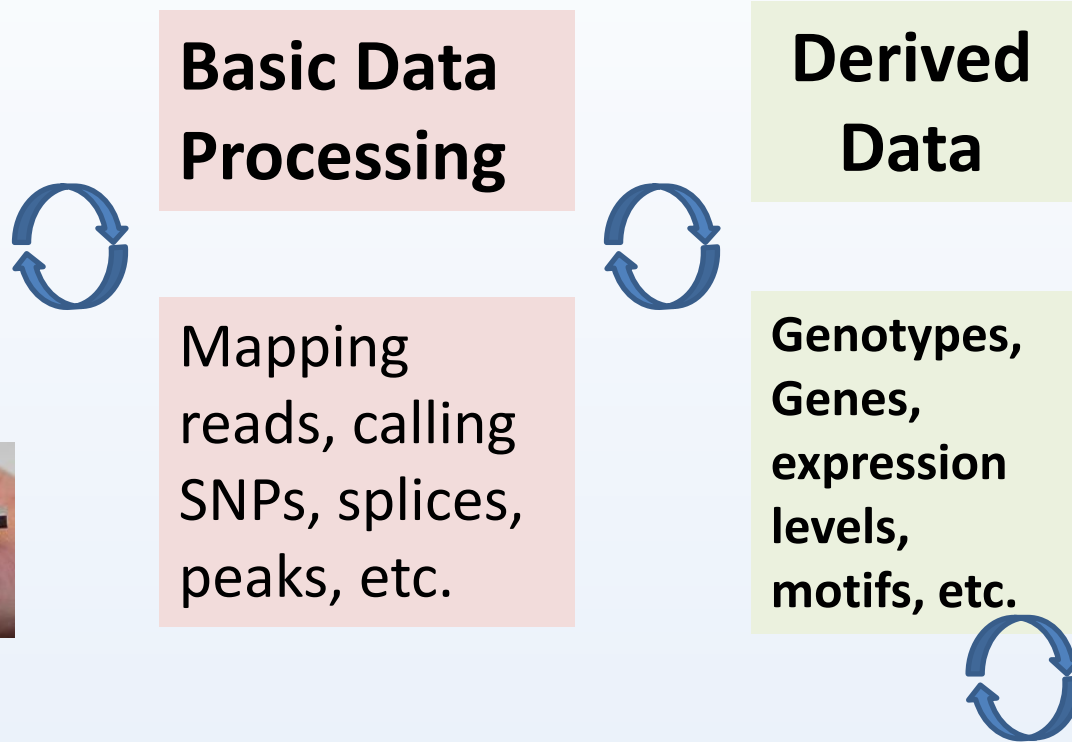 Basic Data
Processing
Derived
Data
Mapping
reads, calling
SNPs, splices,
peaks, etc.
Genotypes,
Genes,
expression
levels,
motifs, etc.